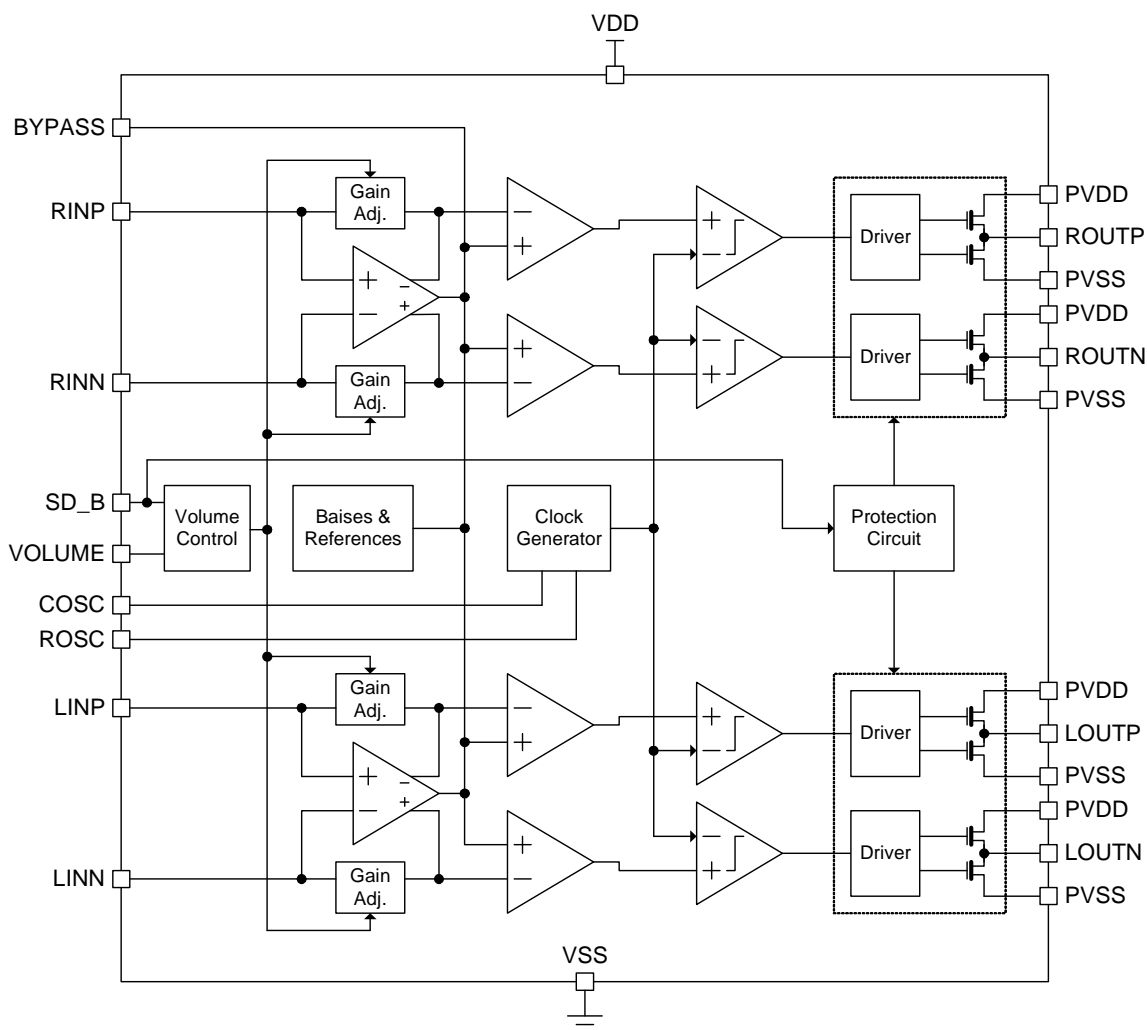 VDD
BYPASS
RINP
Gain
Adj.
PVDD
Driver
ROUTP
PVSS
PVDD
Driver
ROUTN
RINN
Gain
Adj.
PVSS
SD_B
VOLUME
Volume
Control
Baises &
References
Clock
Generator
Protection
Circuit
COSC
ROSC
LINP
Gain
Adj.
PVDD
Driver
LOUTP
PVSS
PVDD
Driver
LOUTN
LINN
Gain
Adj.
PVSS
VSS